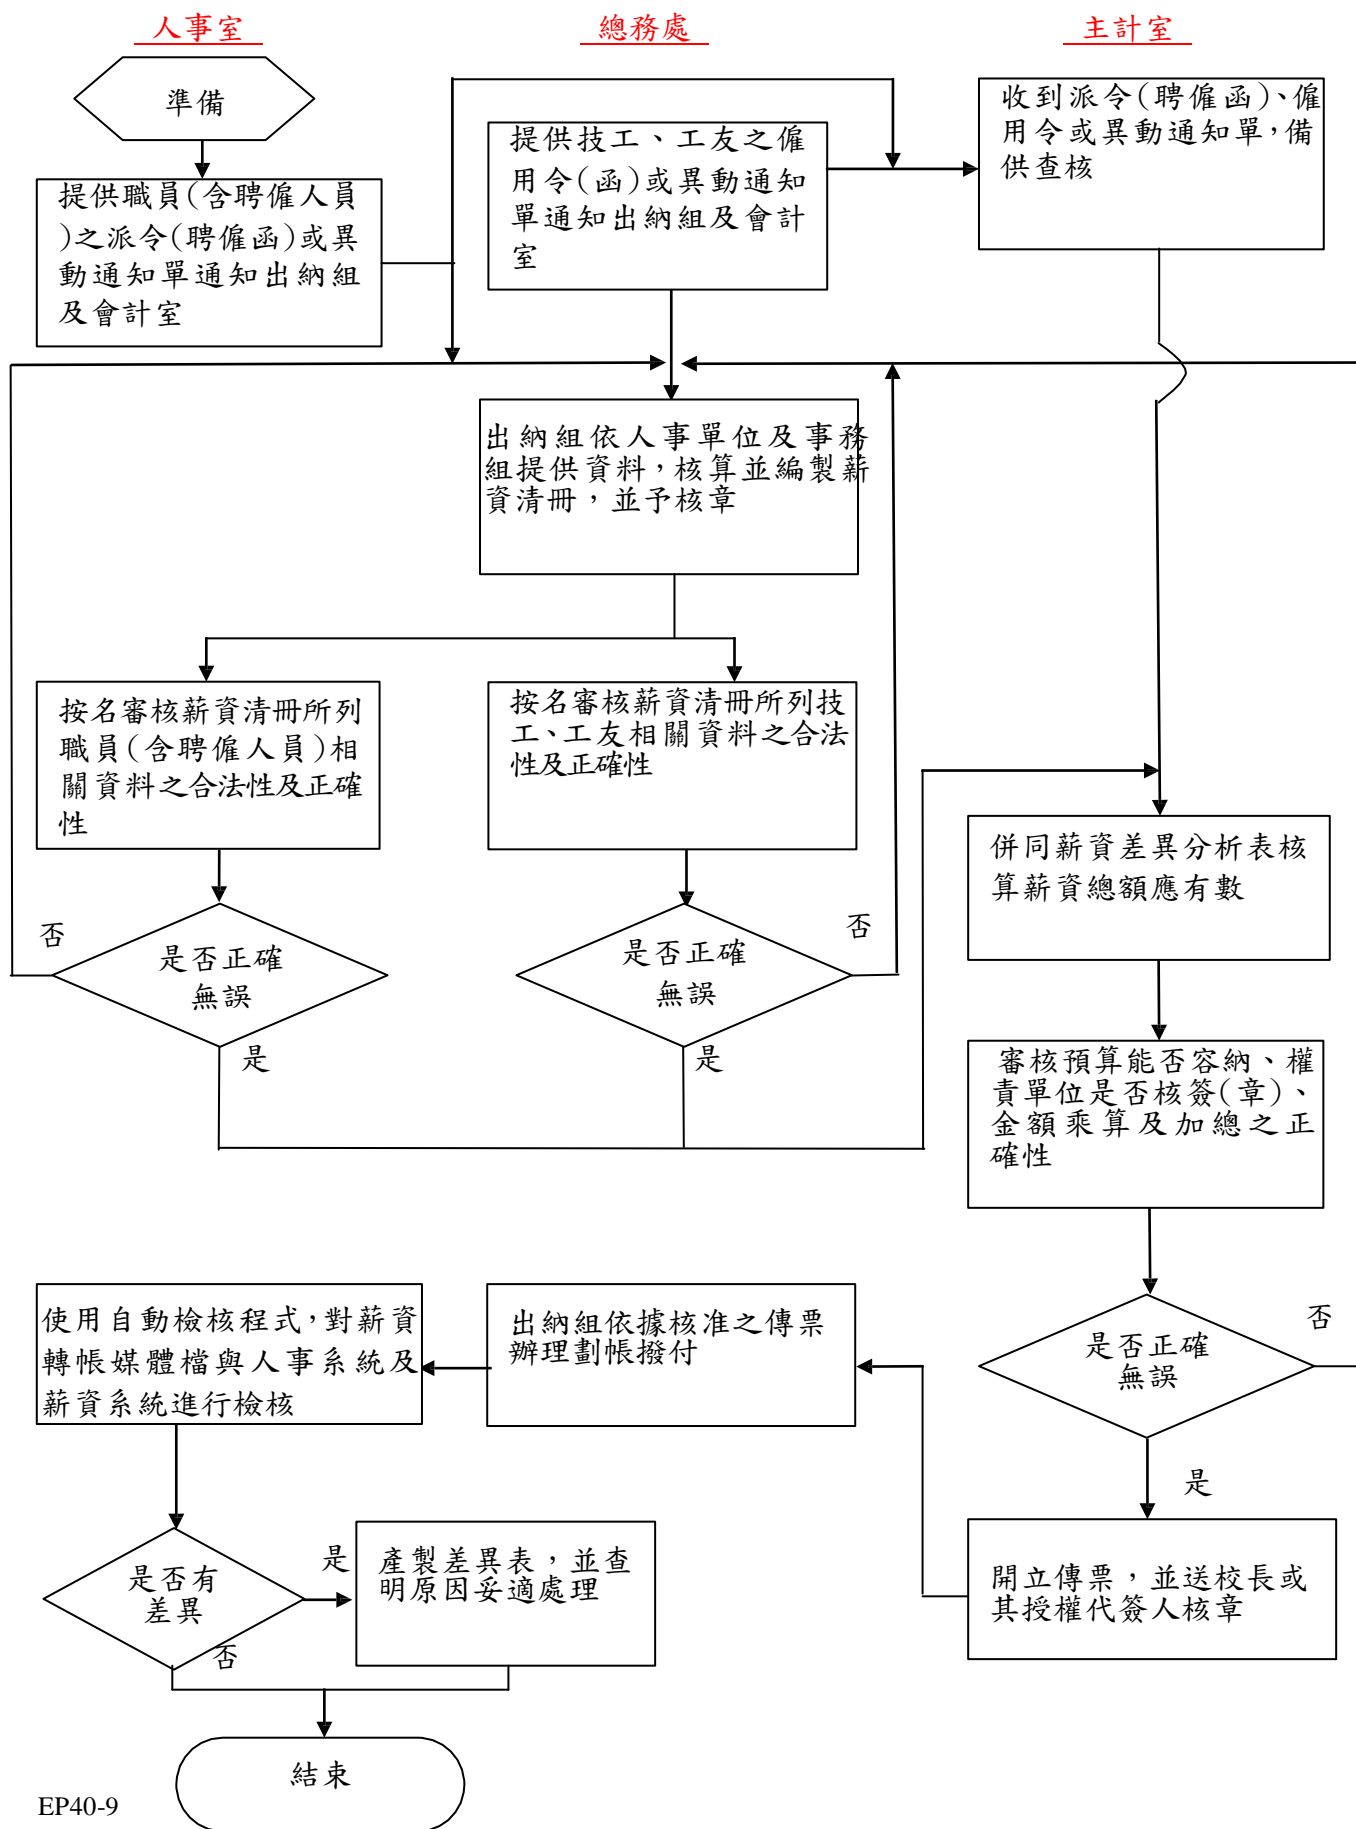 人事室
總務處
主計室
準備
提供職員(含聘僱人員
)之派令(聘僱函)或異
動通知單通知出納組
及會計室
提供技工、工友之僱
用令(函)或異動通知
單通知出納組及會計
室
收到派令(聘僱函)、僱
用令或異動通知單,備
供查核
出納組依人事單位及事務
組提供資料,核算並編製薪
資清冊,並予核章
按名審核薪資清冊所列
職員(含聘僱人員)相
關資料之合法性及正確
性
按名審核薪資清冊所列技
工、工友相關資料之合法
性及正確性
併同薪資差異分析表核
算薪資總額應有數
否
是否正確
無誤
是
是否正確
無誤
否
是
審核預算能否容納、權
責單位是否核簽(章)、
金額乘算及加總之正
確性
是否正確
無誤
否
是
使用自動檢核程式,對薪資
轉帳媒體檔與人事系統及
薪資系統進行檢核
出納組依據核准之傳票
辦理劃帳撥付
開立傳票,並送校長或
其授權代簽人核章
是否有
差異
是
否
產製差異表,並查
明原因妥適處理
結束
EP40-9